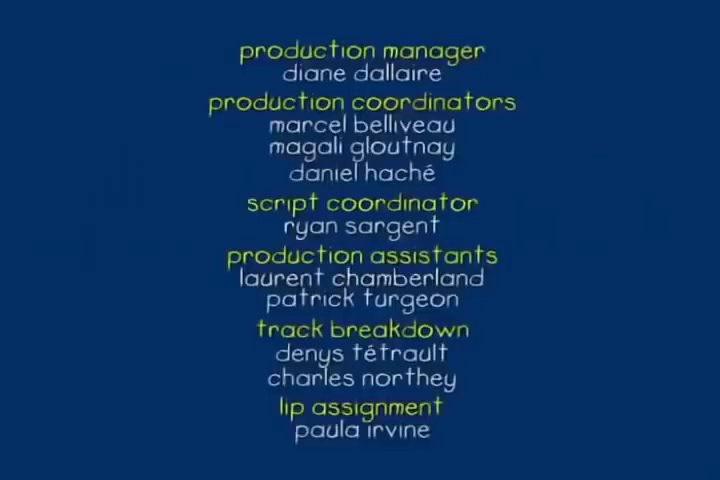 production manager
diane dallaire
production coordinators
marcel belliveau
magali gloutnay
daniel haché
script coordinator
ryan sargent
production assistants
laurent chamberland
patrick turgeon
track breakdown
denys tétrault
charles northey
lip assignment
paula irvine